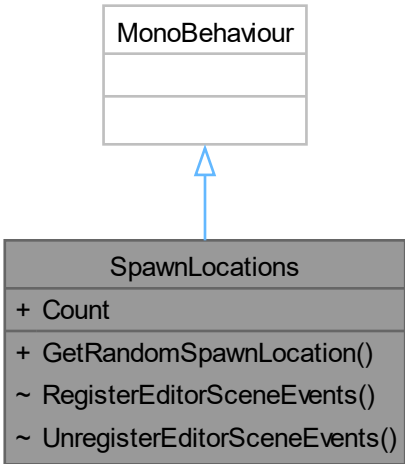 MonoBehaviour
SpawnLocations
+ Count
+ GetRandomSpawnLocation()
~ RegisterEditorSceneEvents()
~ UnregisterEditorSceneEvents()